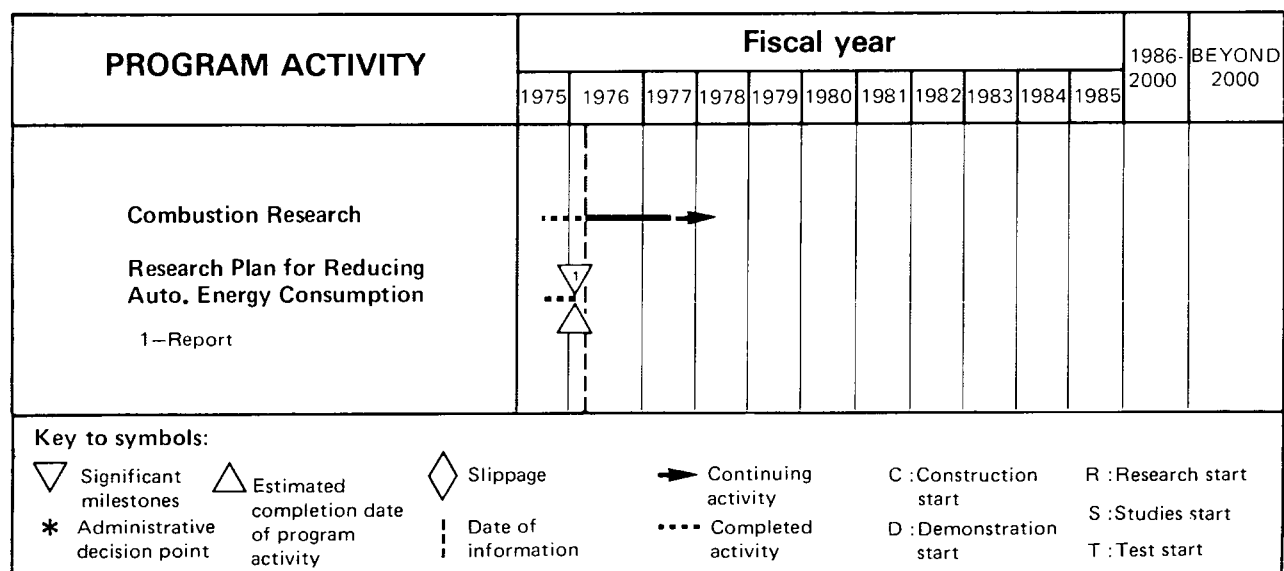 PROGRAM ACTIVITY
Fiscal year
1986-
2000
BEYOND
2000
1975 1976 1977 1978 1979 1980 1981 1982 1983 1984 1985
Combustion Research
Research Plan for Reducing
Auto. Energy Consumption
1
1—Report
Key to symbols:
Significant
milestones
* Administrative
decision point
Estimated
completion date
of program
activity
Slippage
Date of
information
Continuing
activity
Completed
activity
C : Construction
start
D : Demonstration
start
R : Research start
S : Studies start
T : Test start